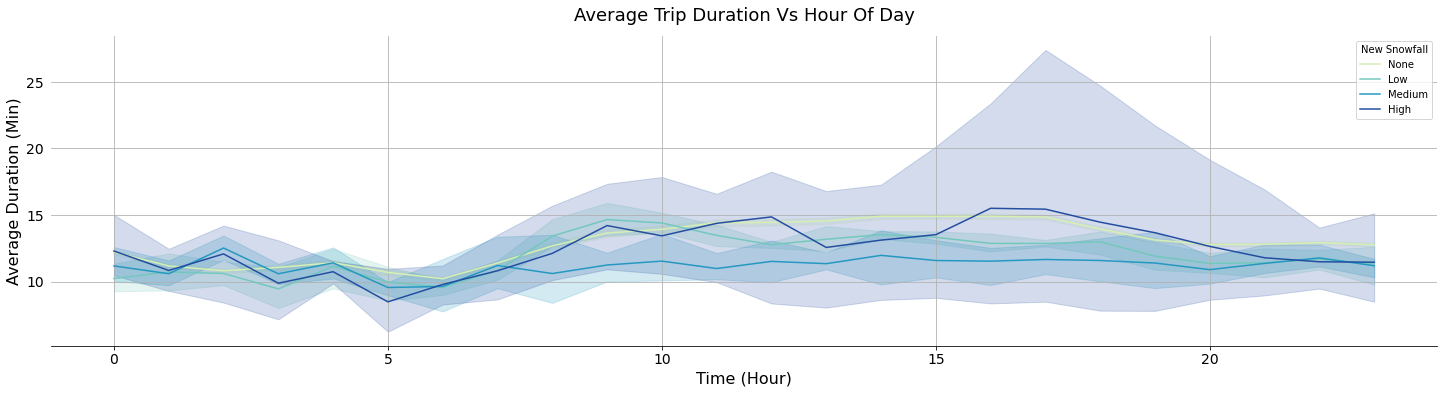 Average Trip Duration Vs Hour Of Day
Average Duration (Min)
25
20
15
10
0 5 10 15 20
Time (Hour)
New Snowfall
None
Low
Medium
High